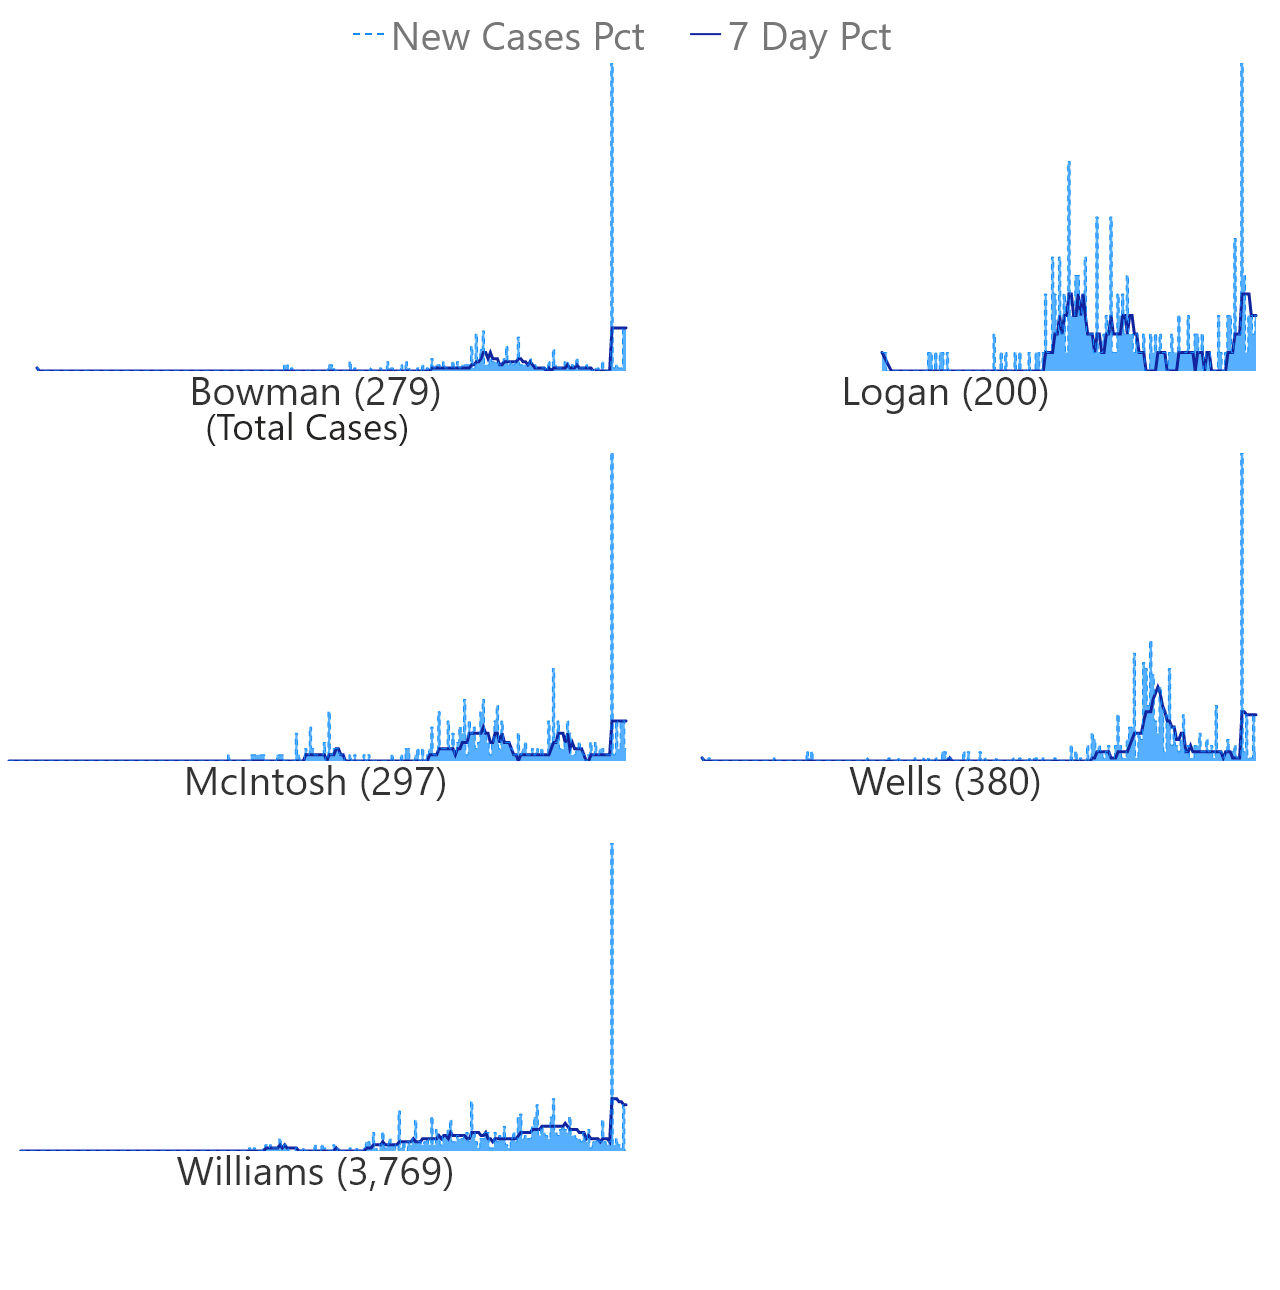 New Cases Pct 7 Day Pct
Bowman (279)
(Total Cases)
Logan (200)
McIntosh (297)
Wells (380)
Williams (3,769)